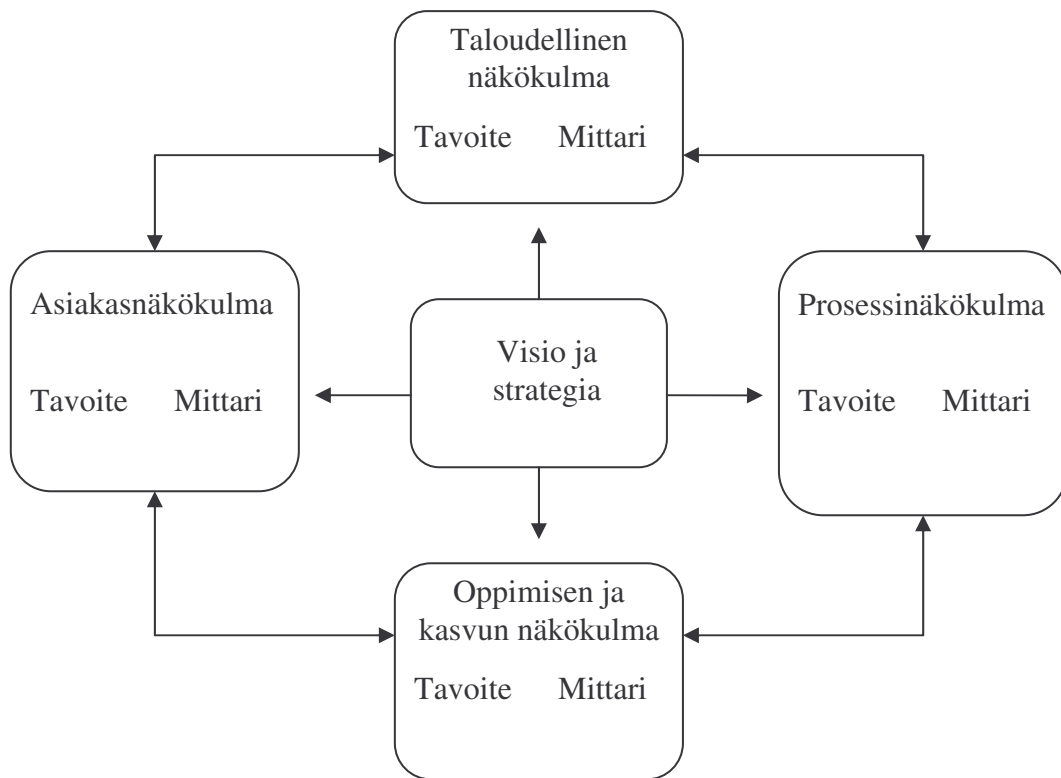 Taloudellinen
näkökulma
Tavoite Mittari
Asiakasnäkökulma
Tavoite Mittari
Visio ja
strategia
Prosessinäkökulma
Tavoite Mittari
Oppimisen ja
kasvun näkökulma
Tavoite Mittari